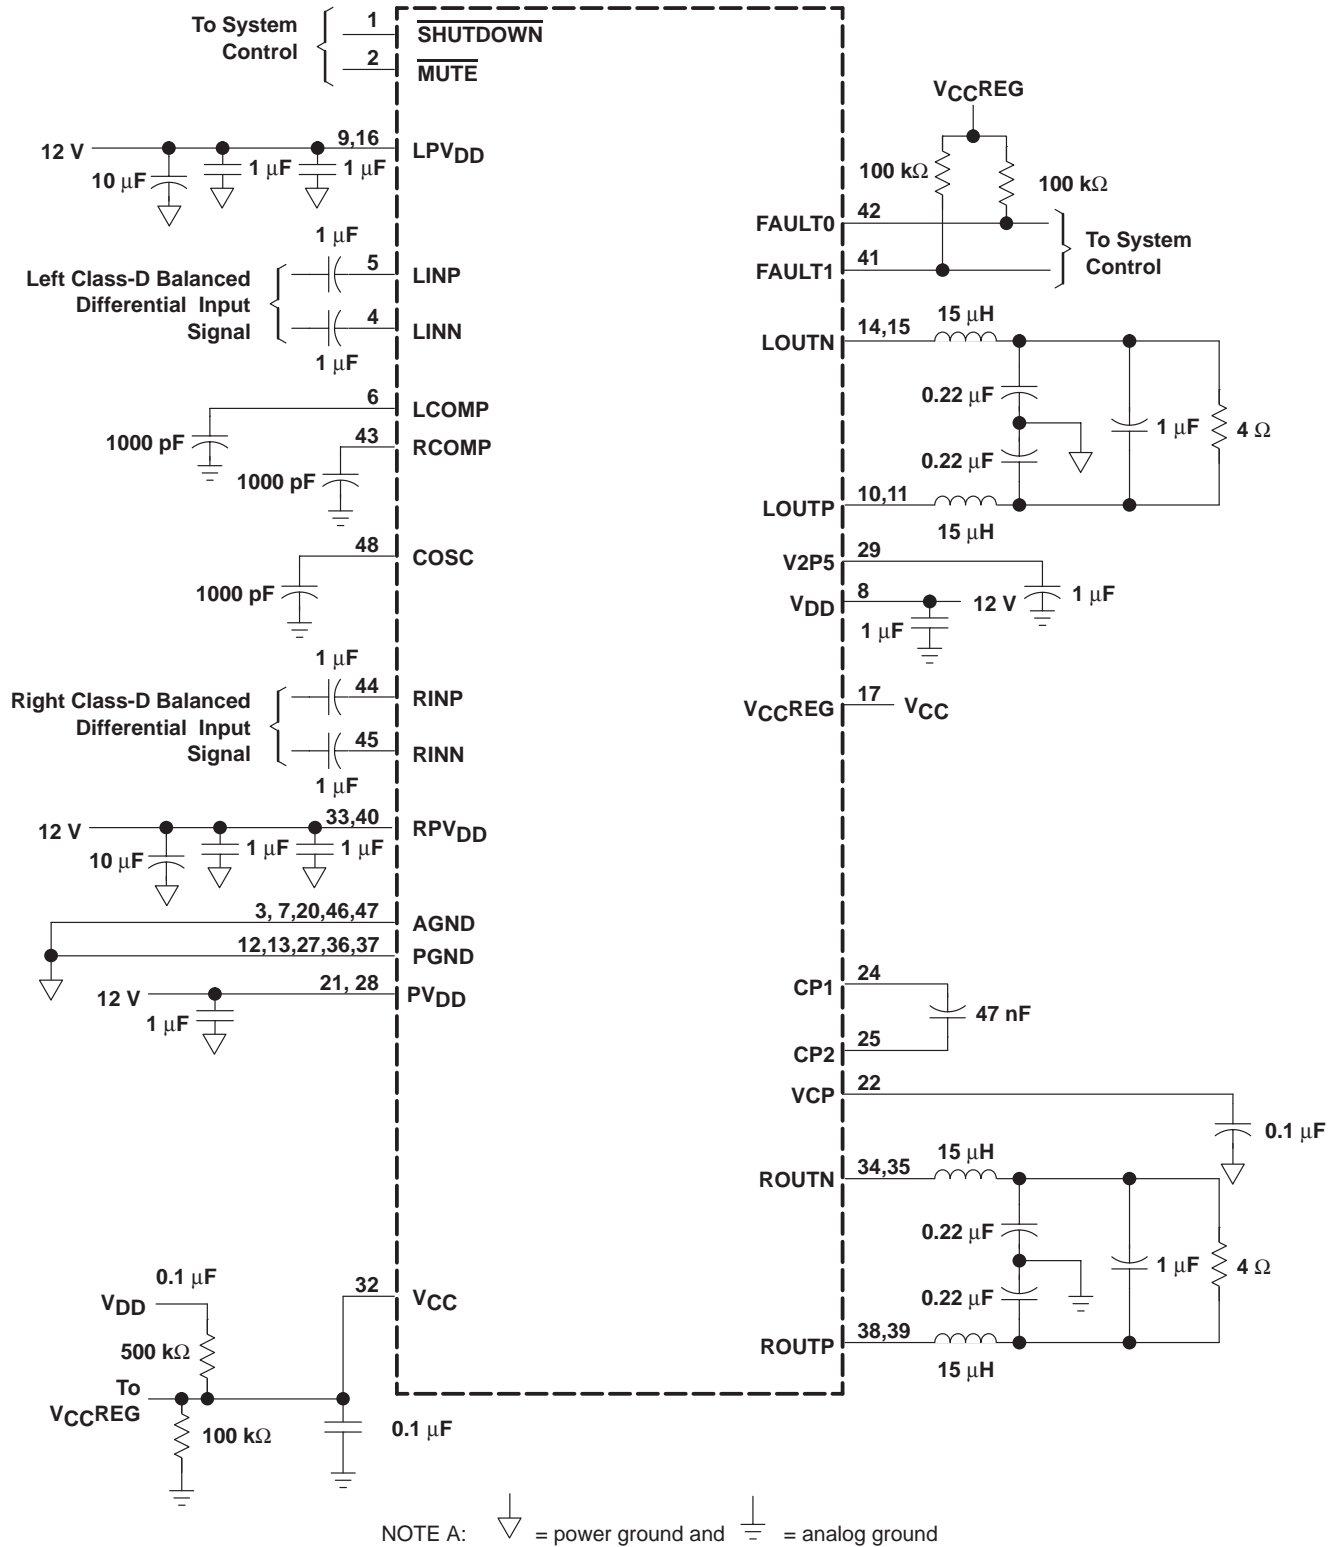 To System
Control
1
SHUTDOWN
2
MUTE
12 V
9,16
LPVDD
10 µF
1 µF
1 µF
1 µF
Left Class-D Balanced
Differential Input
Signal
5
LINP
4
LINN
1 µF
6
LCOMP
1000 pF
43
RCOMP
1000 pF
48
COSC
1000 pF
1 µF
Right Class-D Balanced
Differential Input
Signal
44
RINP
45
RINN
1 µF
12 V
33,40
RPVDD
10 µF
1 µF
1 µF
3, 7,20,46,47
AGND
12,13,27,36,37
PGND
12 V
21, 28
PVDD
1 µF
0.1 µF
VDD
500 kΩ
To
VCCREG
100 kΩ
32
VCC
0.1 µF
VCCREG
100 kΩ
100 kΩ
FAULT0
42
FAULT1
41
To System
Control
LOUTN
14,15
15 µH
0.22 µF
0.22 µF
1 µF
4 Ω
LOUTP
10,11
15 µH
V2P5
29
1 µF
VDD
8
12 V
1 µF
VCCREG
17
VCC
CP1
24
47 nF
CP2
25
VCP
22
0.1 µF
ROUTN
34,35
15 µH
0.22 µF
0.22 µF
1 µF
4 Ω
ROUTP
38,39
15 µH
NOTE A: = power ground and = analog ground